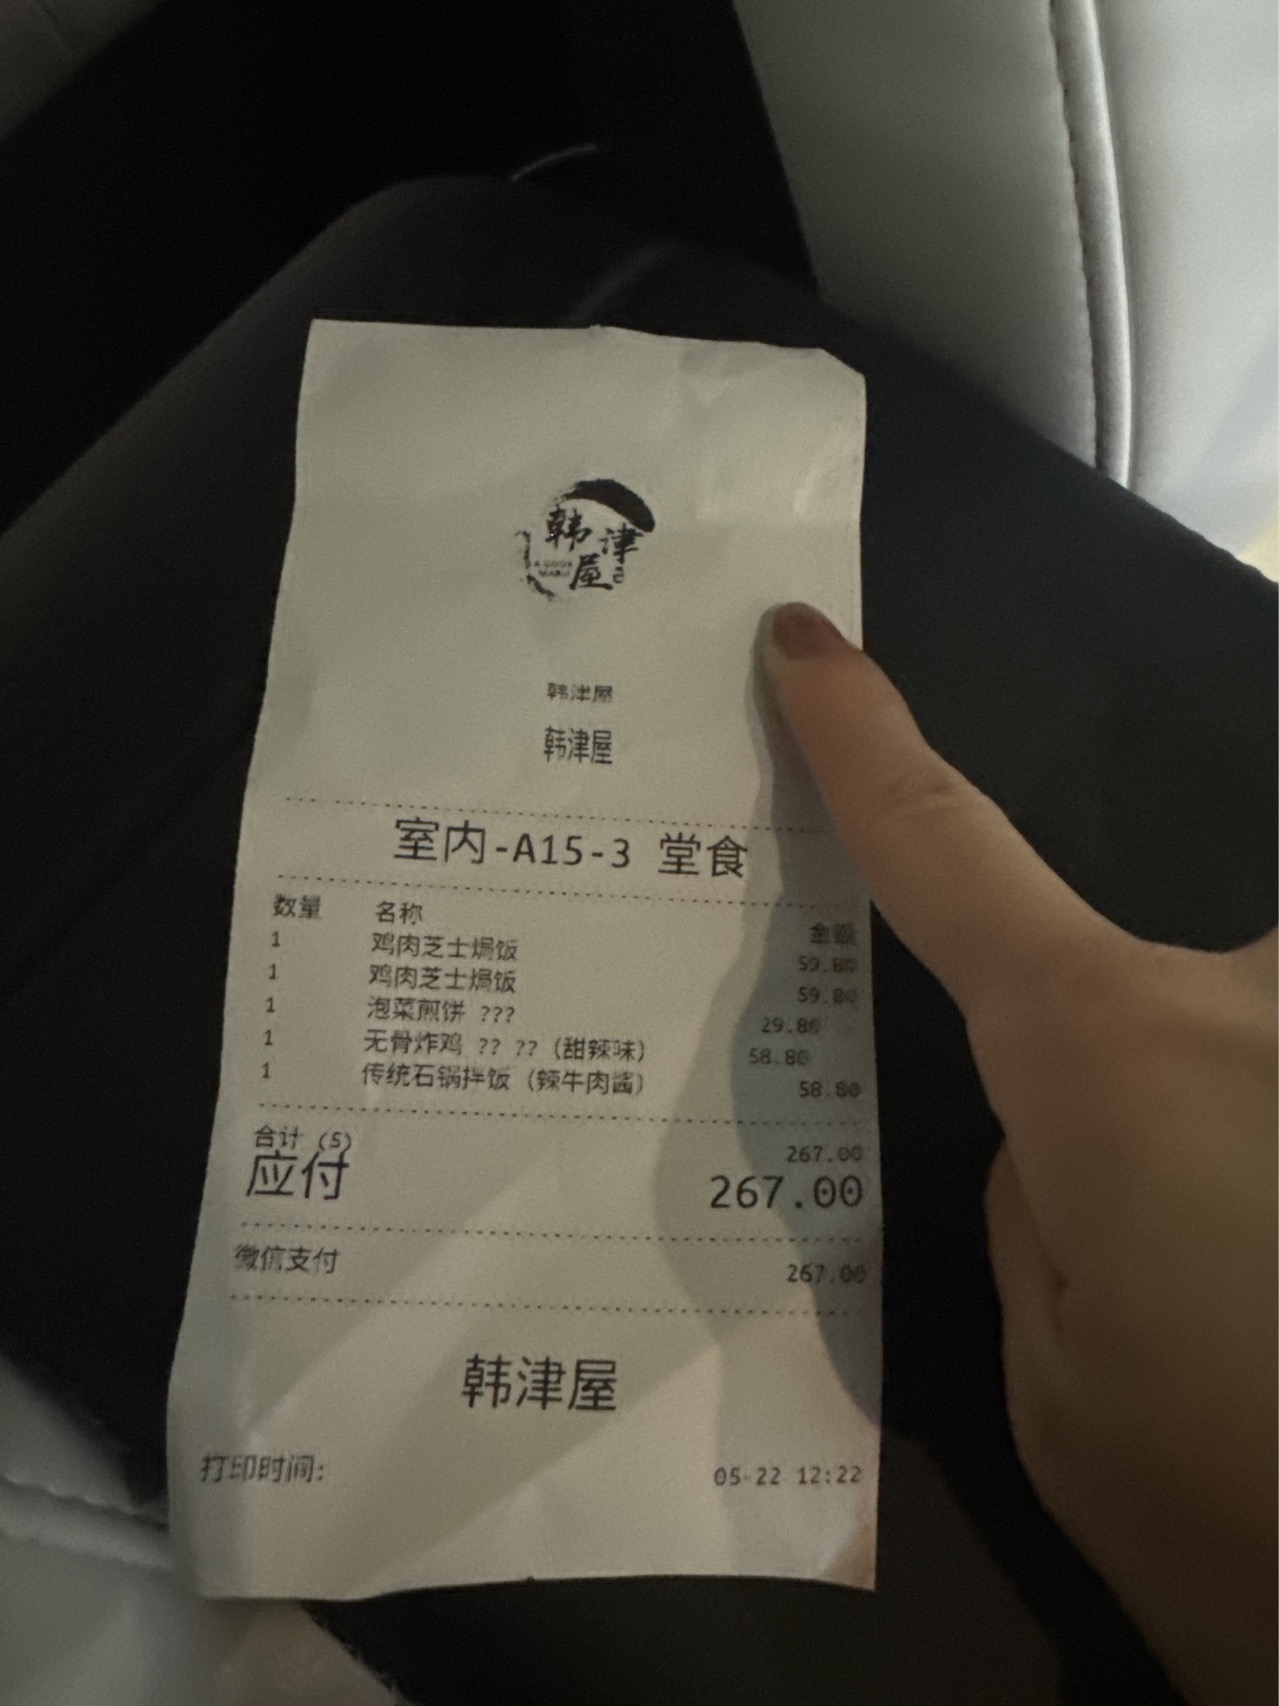 韩津
屋
韩津屋
韩津屋
室内-A15-3 堂食
数量 名称 金额
1 鸡肉芝士焗饭 59.80
1 鸡肉芝士焗饭 59.80
1 泡菜煎饼 ??? 29.80
1 无骨炸鸡 ?? ?? (甜辣味) 58.80
1 传统石锅拌饭 (辣牛肉酱) 58.80
合计 (5) 267.00
应付 267.00
微信支付 267.00
韩津屋
打印时间: 05-22 12:22